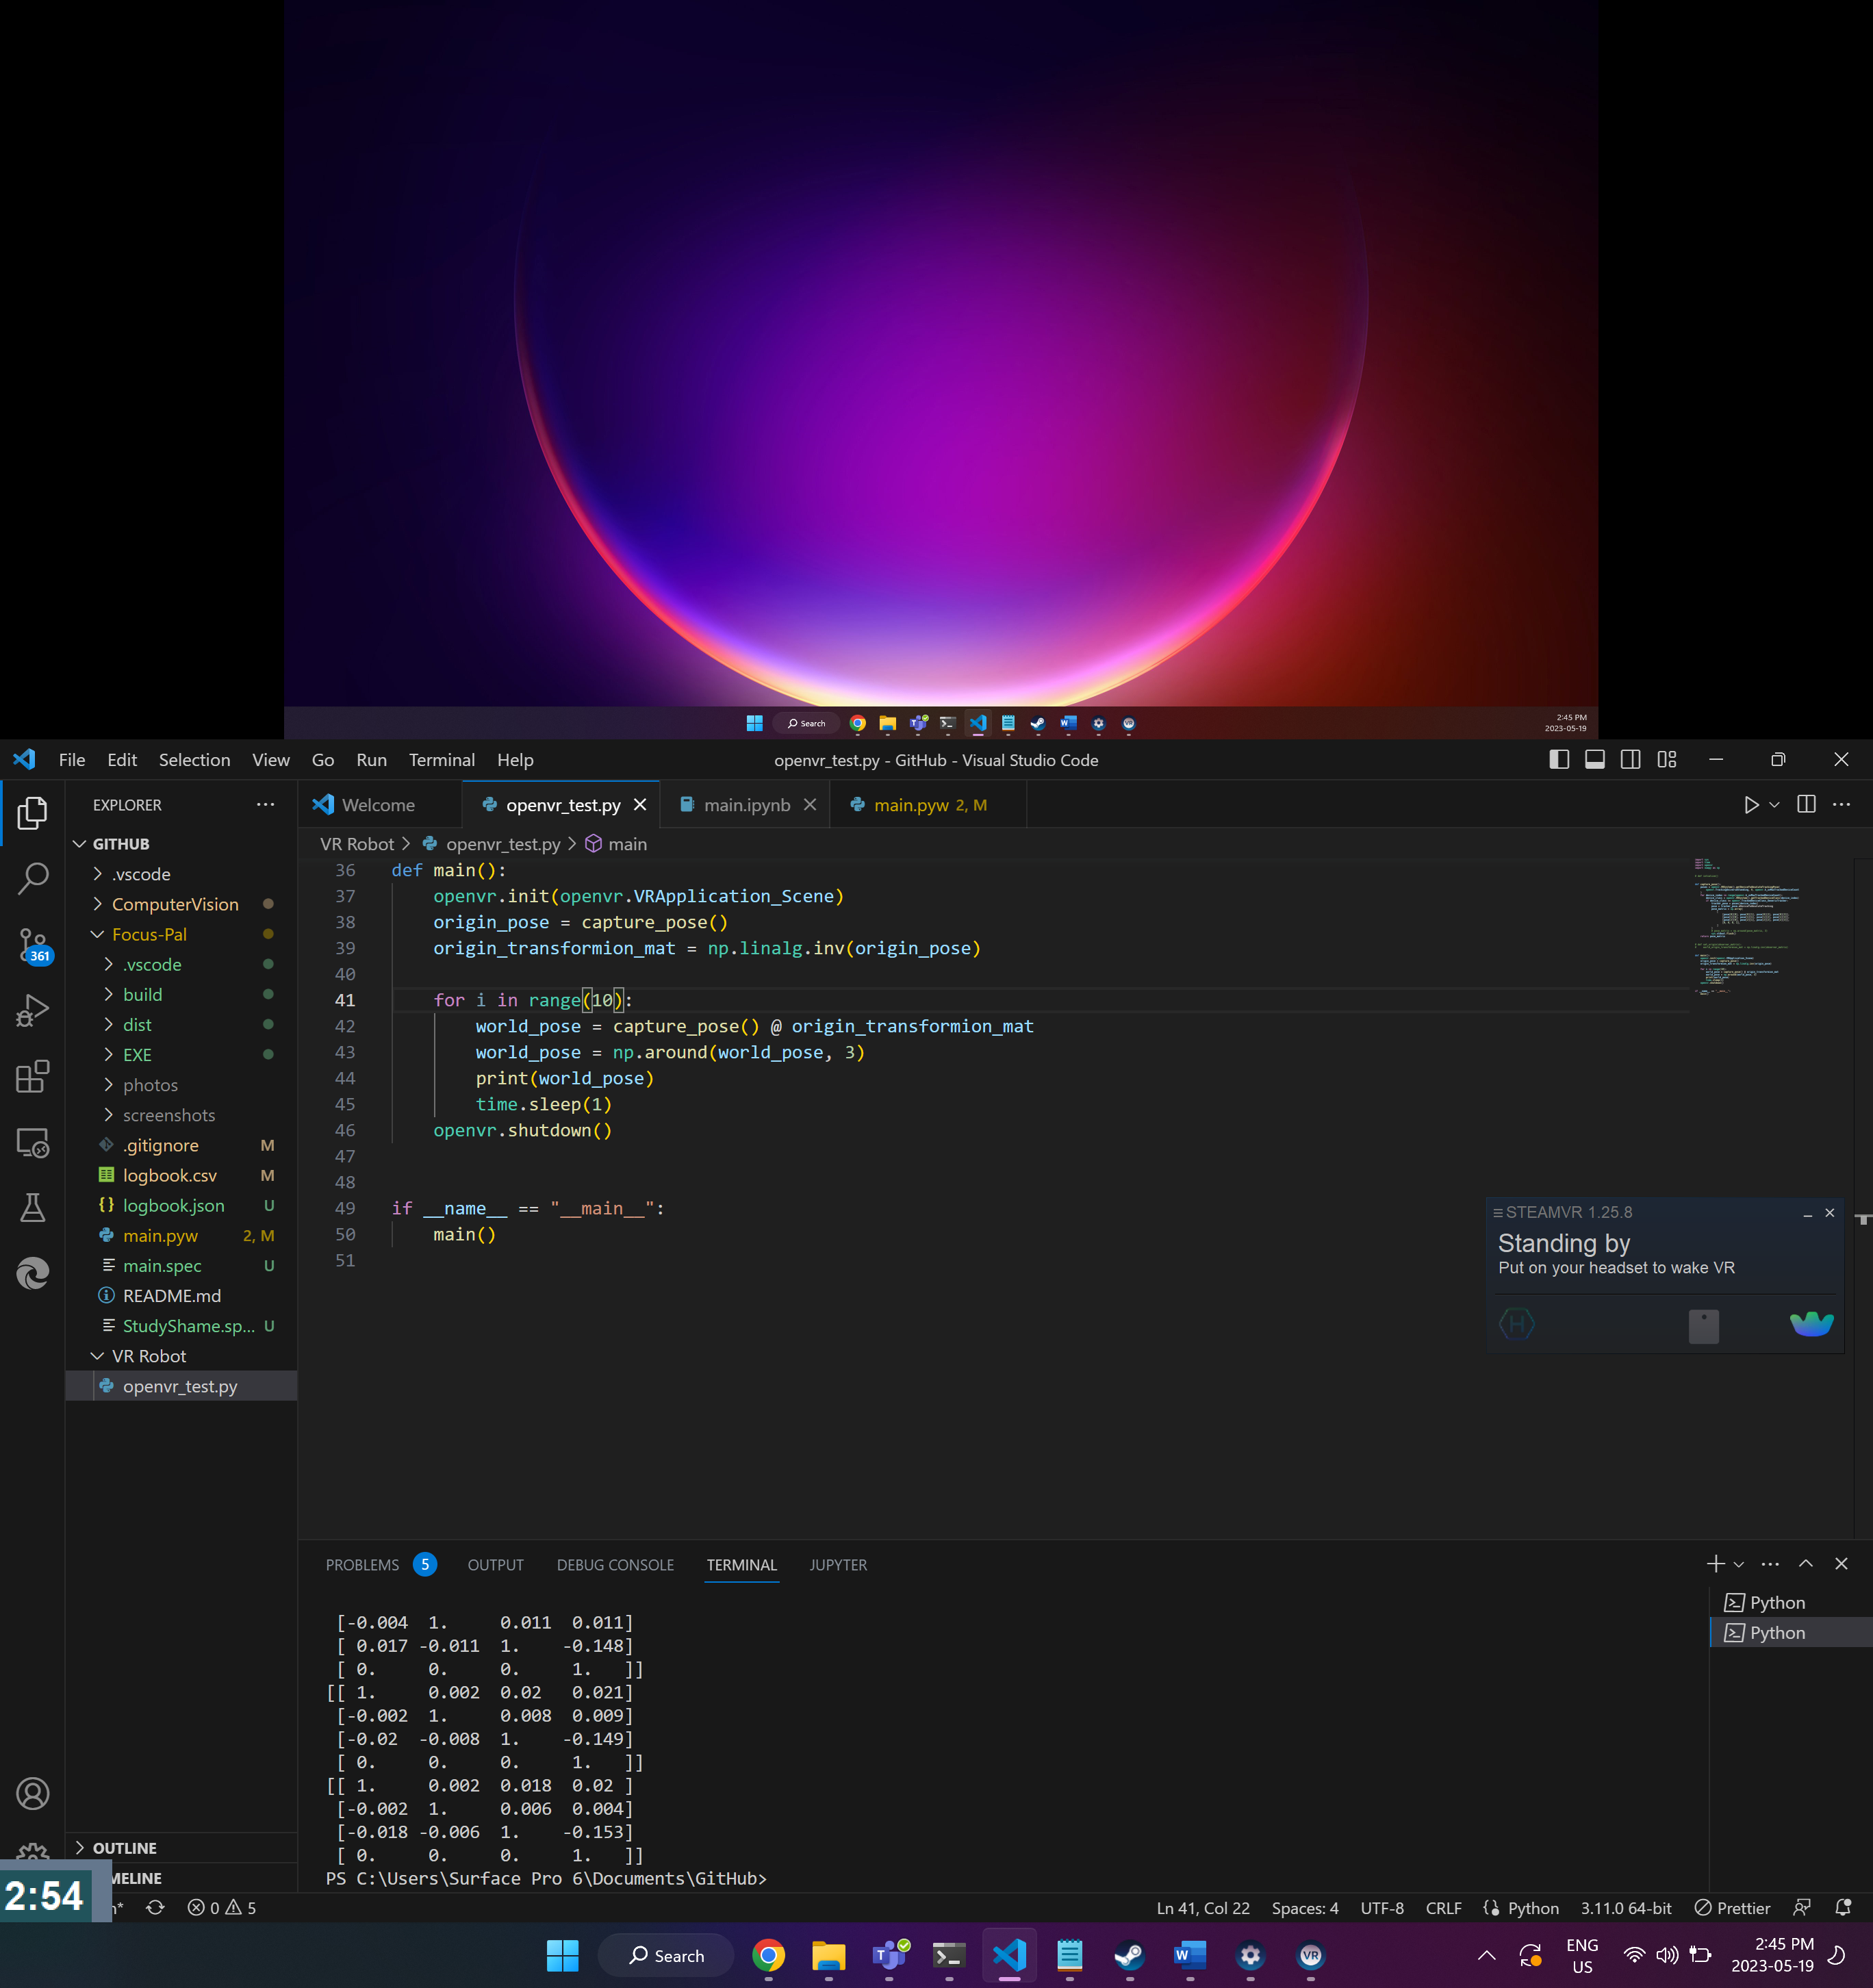 Search
2:45 PM
2023-05-19
File Edit Selection View Go Run Terminal Help
openvr_test.py - GitHub - Visual Studio Code
EXPLORER
GITHUB
.vscode
ComputerVision
Focus-Pal
.vscode
build
dist
EXE
photos
screenshots
.gitignore M
logbook.csv M
logbook.json U
main.pyw 2, M
main.spec U
README.md
StudyShame.sp... U
VR Robot
openvr_test.py
OUTLINE
MELINE
361
Welcome openvr_test.py main.ipynb main.pyw 2, M
VR Robot > openvr_test.py > main
36 def main():
37 openvr.init(openvr.VRApplication_Scene)
38 origin_pose = capture_pose()
39 origin_transformion_mat = np.linalg.inv(origin_pose)
40
41 for i in range(10):
42 world_pose = capture_pose() @ origin_transformion_mat
43 world_pose = np.around(world_pose, 3)
44 print(world_pose)
45 time.sleep(1)
46 openvr.shutdown()
47
48
49 if __name__ == "__main__":
50 main()
51
STEAMVR 1.25.8
Standing by
Put on your headset to wake VR
PROBLEMS 5 OUTPUT DEBUG CONSOLE TERMINAL JUPYTER
[-0.004 1. 0.011 0.011]
[ 0.017 -0.011 1. -0.148]
[ 0. 0. 0. 1. ]]
[[ 1. 0.002 0.02 0.021]
[-0.002 1. 0.008 0.009]
[-0.02 -0.008 1. -0.149]
[ 0. 0. 0. 1. ]]
[[ 1. 0.002 0.018 0.02 ]
[-0.002 1. 0.006 0.004]
[-0.018 -0.006 1. -0.153]
[ 0. 0. 0. 1. ]]
PS C:\Users\Surface Pro 6\Documents\GitHub>
Python
Python
2:54
0 5
Ln 41, Col 22 Spaces: 4 UTF-8 CRLF Python 3.11.0 64-bit Prettier
Search
ENG
US
2:45 PM
2023-05-19